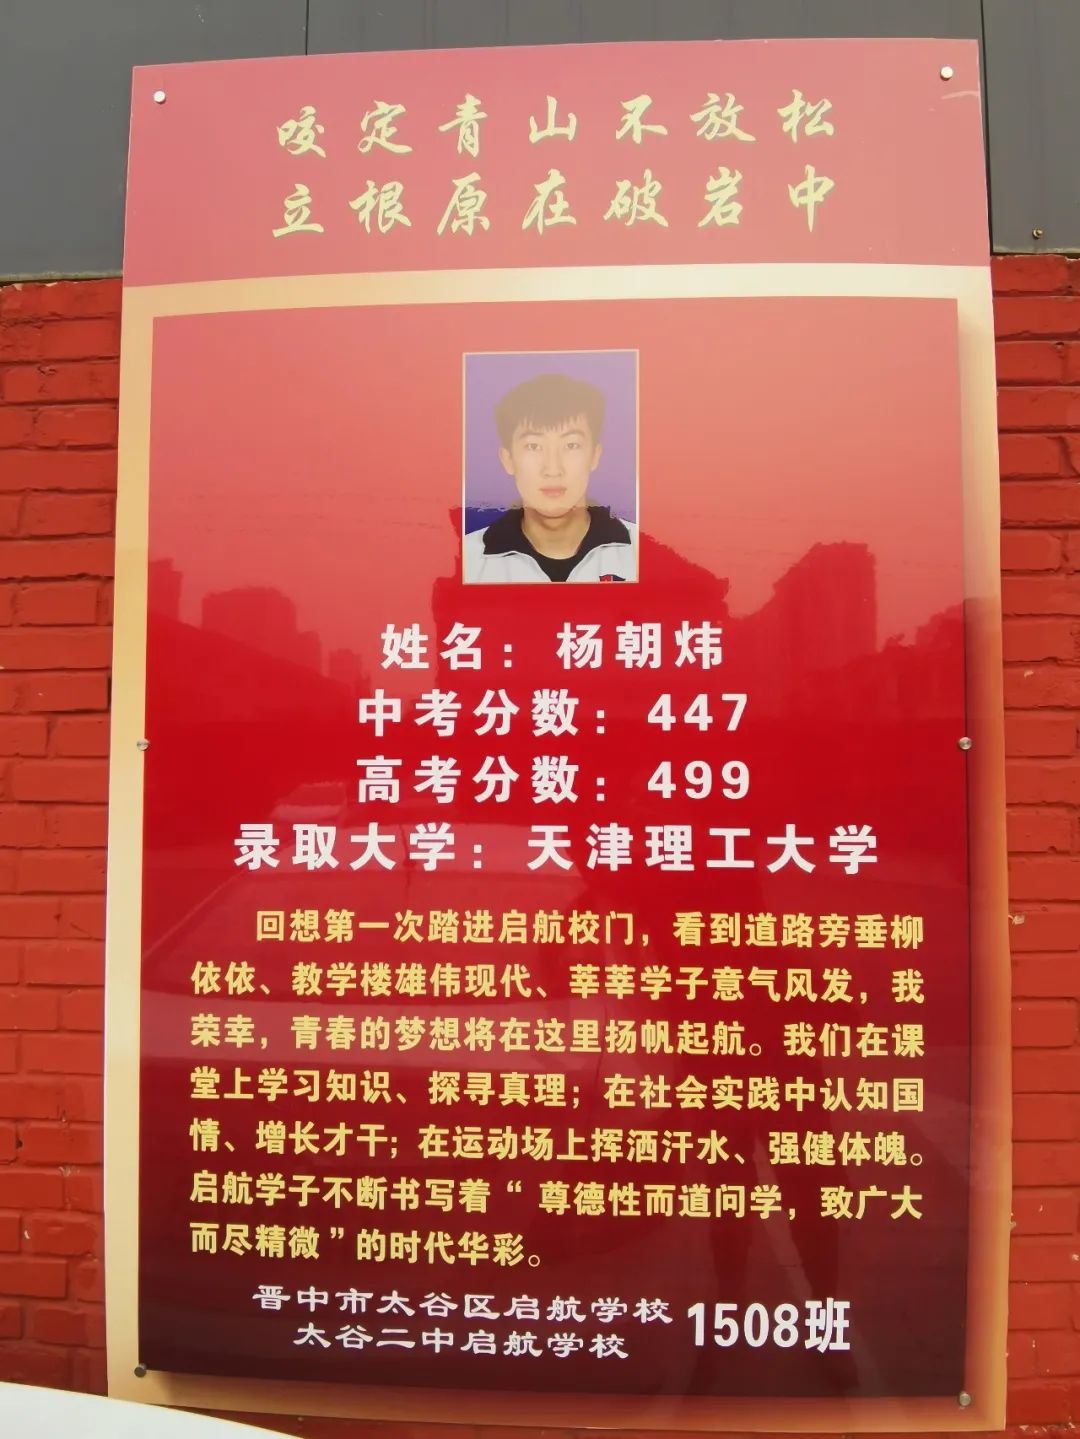 咬定青山不放松
立根原在破岩中
姓名：杨朝炜
中考分数：447
高考分数：499
录取大学：天津理工大学
回想第一次踏进启航校门，看到道路旁垂柳
依依、教学楼雄伟现代、莘莘学子意气风发，我
荣幸，青春的梦想将在这里扬帆起航。我们在课
堂上学习知识、探寻真理；在社会实践中认知国
情、增长才干；在运动场上挥洒汗水、强健体魄。
启航学子不断书写着“尊德性而道问学，致广大
而尽精微”的时代华彩。
晋中市太谷区启航学校
太谷二中启航学校
1508班